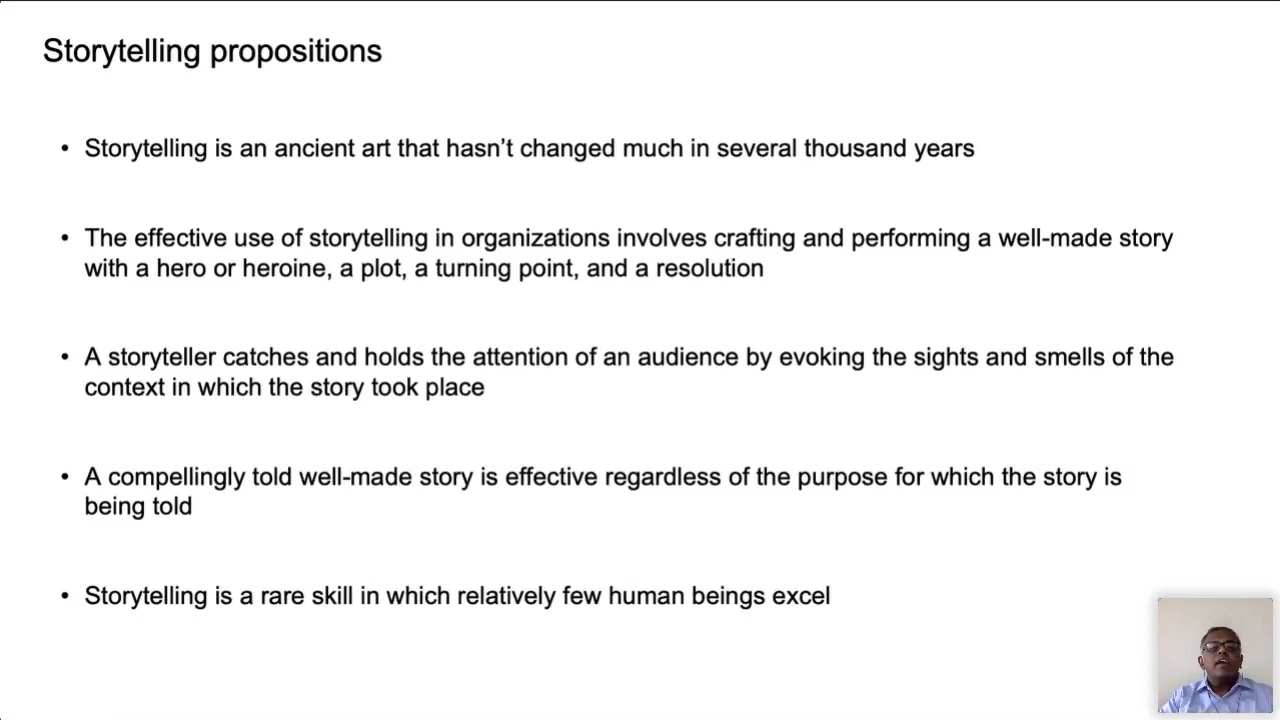 Storytelling propositions
• Storytelling is an ancient art that hasn't changed much in several thousand years
• The effective use of storytelling in organizations involves crafting and performing a well-made story
with a hero or heroine, a plot, a turning point, and a resolution
• A storyteller catches and holds the attention of an audience by evoking the sights and smells of the
context in which the story took place
• A compellingly told well-made story is effective regardless of the purpose for which the story is
being told
• Storytelling is a rare skill in which relatively few human beings excel